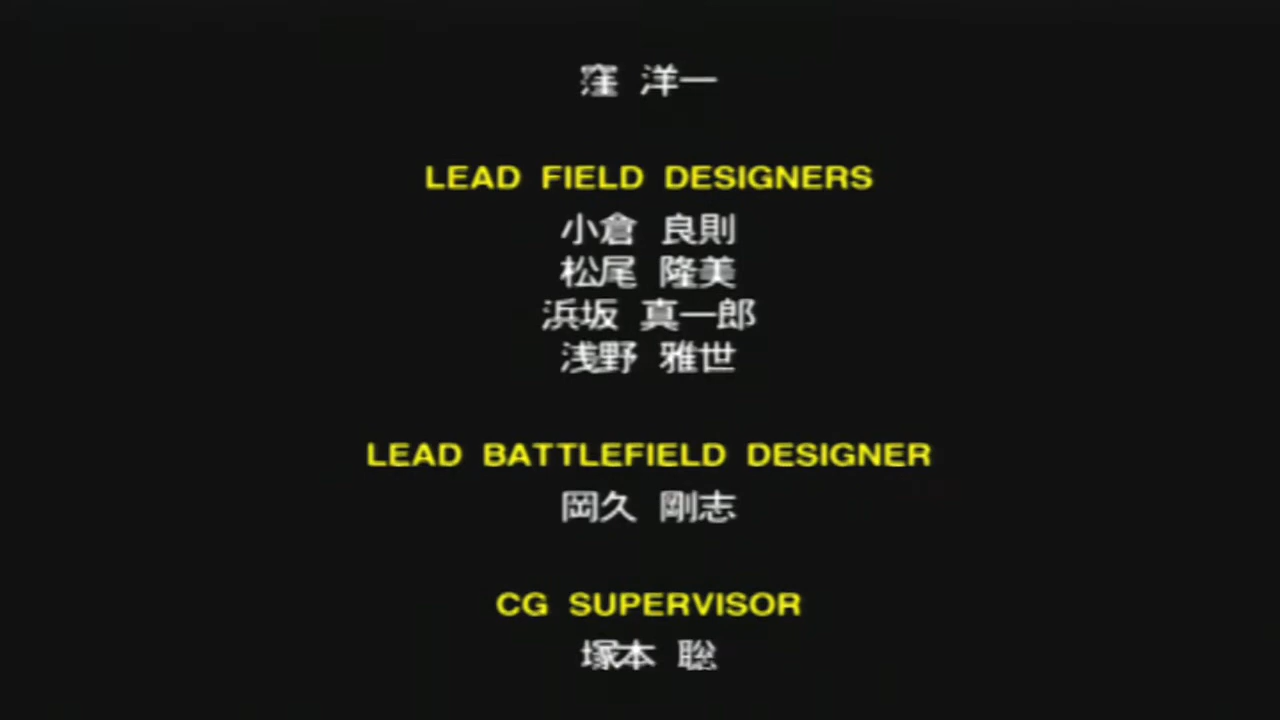 窪 洋一
LEAD FIELD DESIGNERS
小倉 良則
松尾 隆美
浜坂 真一郎
浅野 雅世
LEAD BATTLEFIELD DESIGNER
岡久 剛志
CG SUPERVISOR
塚本 聡